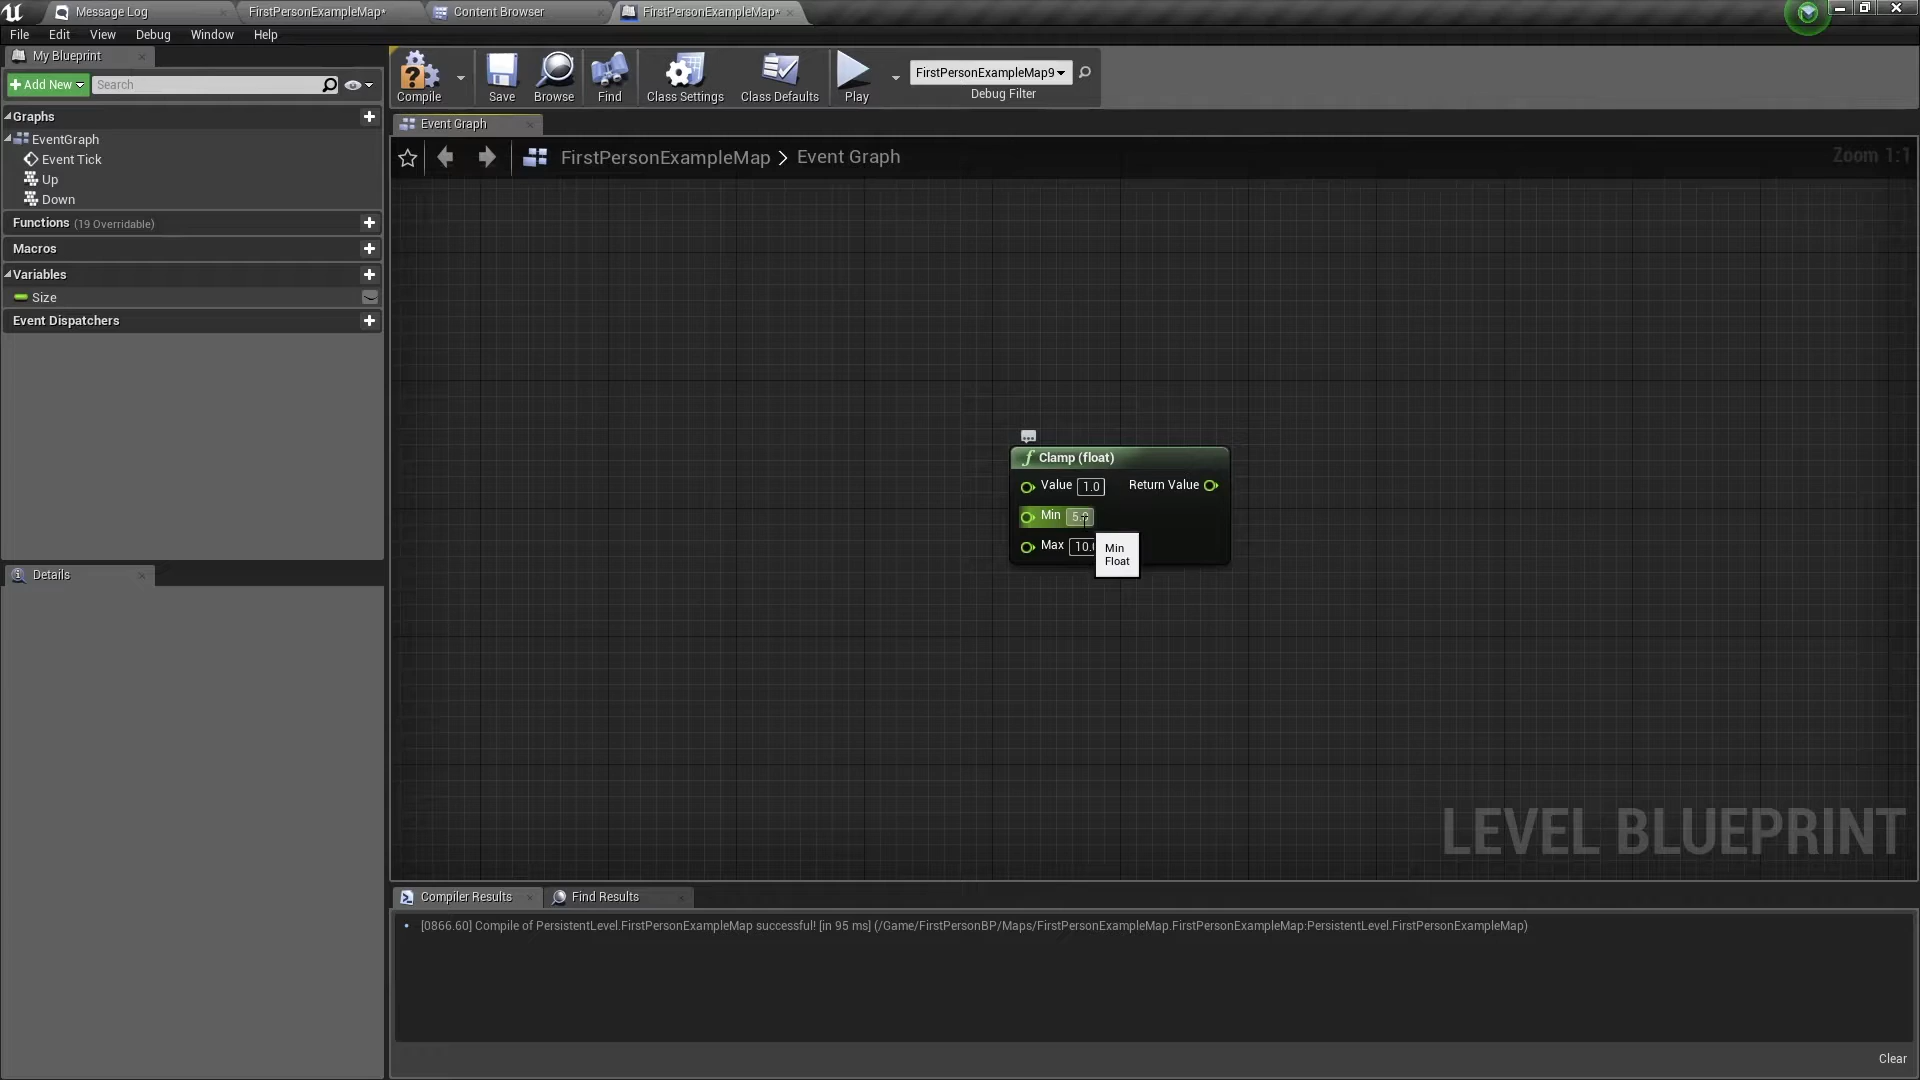 Message Log
FirstPersonExampleMap*
Content Browser
FirstPersonExampleMap*
File Edit View Debug Window Help
My Blueprint
Add New
Search
Graphs
EventGraph
Event Tick
Up
Down
Functions (19 Overridable)
Macros
Variables
Size
Event Dispatchers
Details
Compile
Save
Browse
Find
Class Settings
Class Defaults
Play
FirstPersonExampleMap9
Debug Filter
Event Graph
FirstPersonExampleMap > Event Graph
Zoom 1:1
f Clamp (float)
Value 1.0 Return Value
Min
Max
Min
Float
LEVEL BLUEPRINT
Compiler Results
Find Results
[0866.60] Compile of PersistentLevel.FirstPersonExampleMap successful! [in 95 ms] (/Game/FirstPersonBP/Maps/FirstPersonExampleMap.FirstPersonExampleMap:PersistentLevel.FirstPersonExampleMap)
Clear